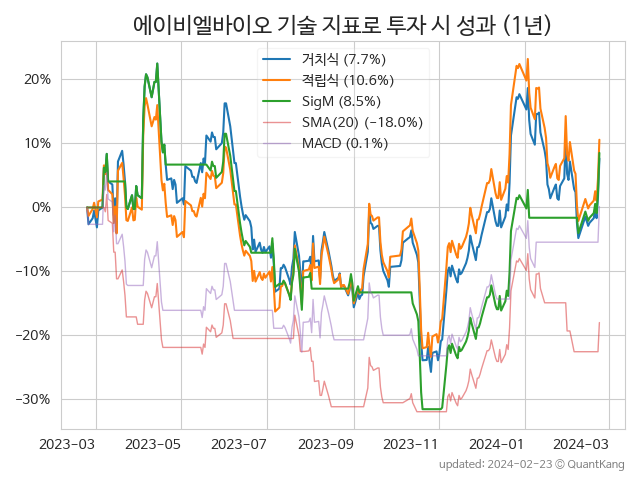 에이비엘바이오 기술 지표로 투자 시 성과 (1년)
거치식 (7.7%)
적립식 (10.6%)
SigM (8.5%)
SMA(20) (−18.0%)
MACD (0.1%)
20%
10%
0%
−10%
−20%
−30%
2023-03 2023-05 2023-07 2023-09 2023-11 2024-01 2024-03
updated: 2024-02-23 © QuantKang